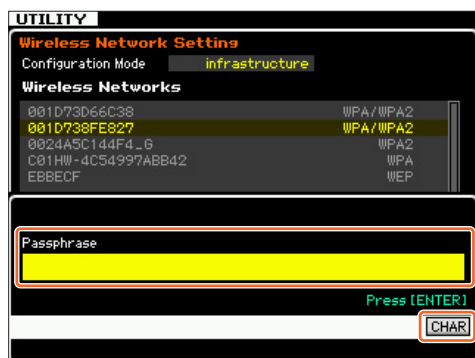 UTILITY
Wireless Network Setting
Configuration Mode infrastructure
Wireless Networks
001D73D66C38 WPA/WPA2
001D738FE827 WPA/WPA2
0024A5C144F4_G WPA2
C01HW-4C54997ABB42 WPA
EBBECF WEP
Passphrase
Press [ENTER]
CHAR